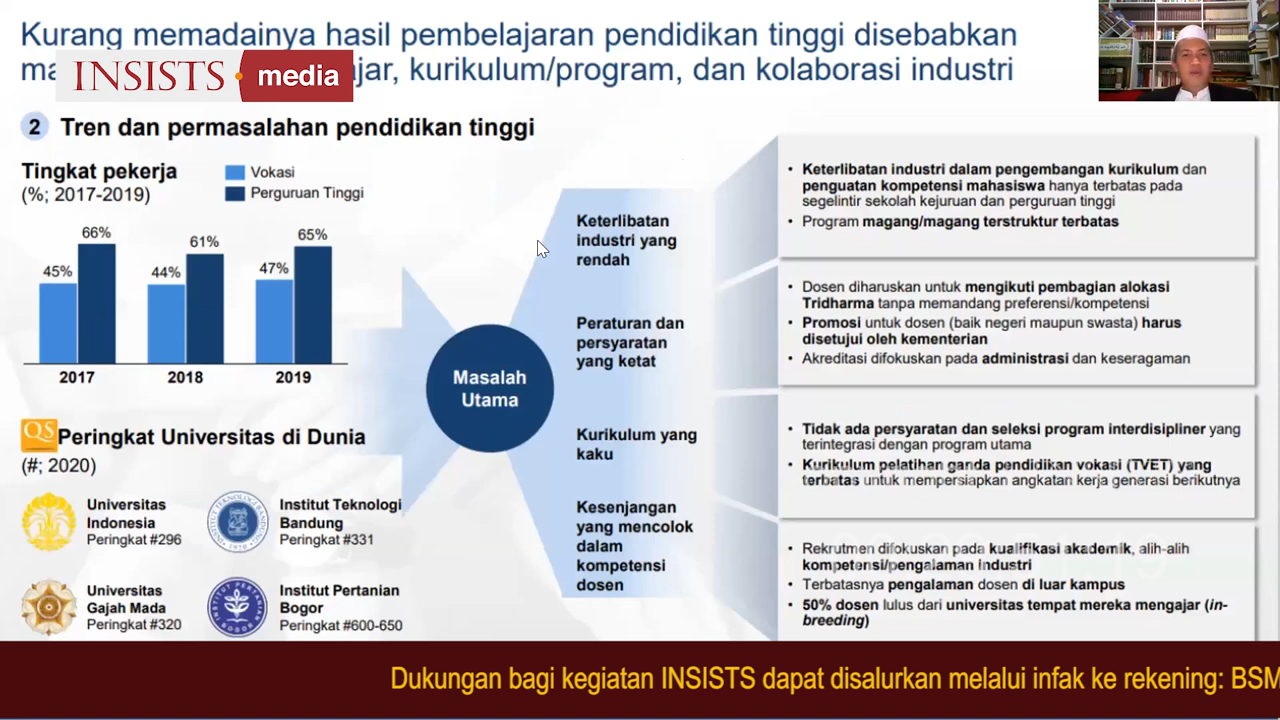 Kurang memadainya hasil pembelajaran pendidikan tinggi disebabkan
jar, kurikulum/program, dan kolaborasi industri
INSISTS media
2 Tren dan permasalahan pendidikan tinggi
Tingkat pekerja
(%; 2017-2019)
Vokasi
Perguruan Tinggi
45% 66% 44% 61% 47% 65%
2017 2018 2019
QS Peringkat Universitas di Dunia
(#; 2020)
Universitas
Indonesia
Peringkat #296
Institut Teknologi
Bandung
Peringkat #331
Universitas
Gajah Mada
Peringkat #320
Institut Pertanian
Bogor
Peringkat #600-650
Masalah
Utama
Keterlibatan
industri yang
rendah
• Keterlibatan industri dalam pengembangan kurikulum dan
penguatan kompetensi mahasiswa hanya terbatas pada
segelintir sekolah kejuruan dan perguruan tinggi
• Program magang/magang terstruktur terbatas
Peraturan dan
persyaratan
yang ketat
• Dosen diharuskan untuk mengikuti pembagian alokasi
Tridharma tanpa memandang preferensi/kompetensi
• Promosi untuk dosen (baik negeri maupun swasta) harus
disetujui oleh kementerian
• Akreditasi difokuskan pada administrasi dan keseragaman
Kurikulum yang
kaku
• Tidak ada persyaratan dan seleksi program interdisipliner yang
terintegrasi dengan program utama
• Kurikulum pelatihan ganda pendidikan vokasi (TVET) yang
terbatas untuk mempersiapkan angkatan kerja generasi berikutnya
Kesenjangan
yang mencolok
dalam
kompetensi
dosen
• Rekrutmen difokuskan pada kualifikasi akademik, alih-alih
kompetensi/pengalaman industri
• Terbatasnya pengalaman dosen di luar kampus
• 50% dosen lulus dari universitas tempat mereka mengajar (in-
breeding)
Dukungan bagi kegiatan INSISTS dapat disalurkan melalui infak ke rekening: BSM